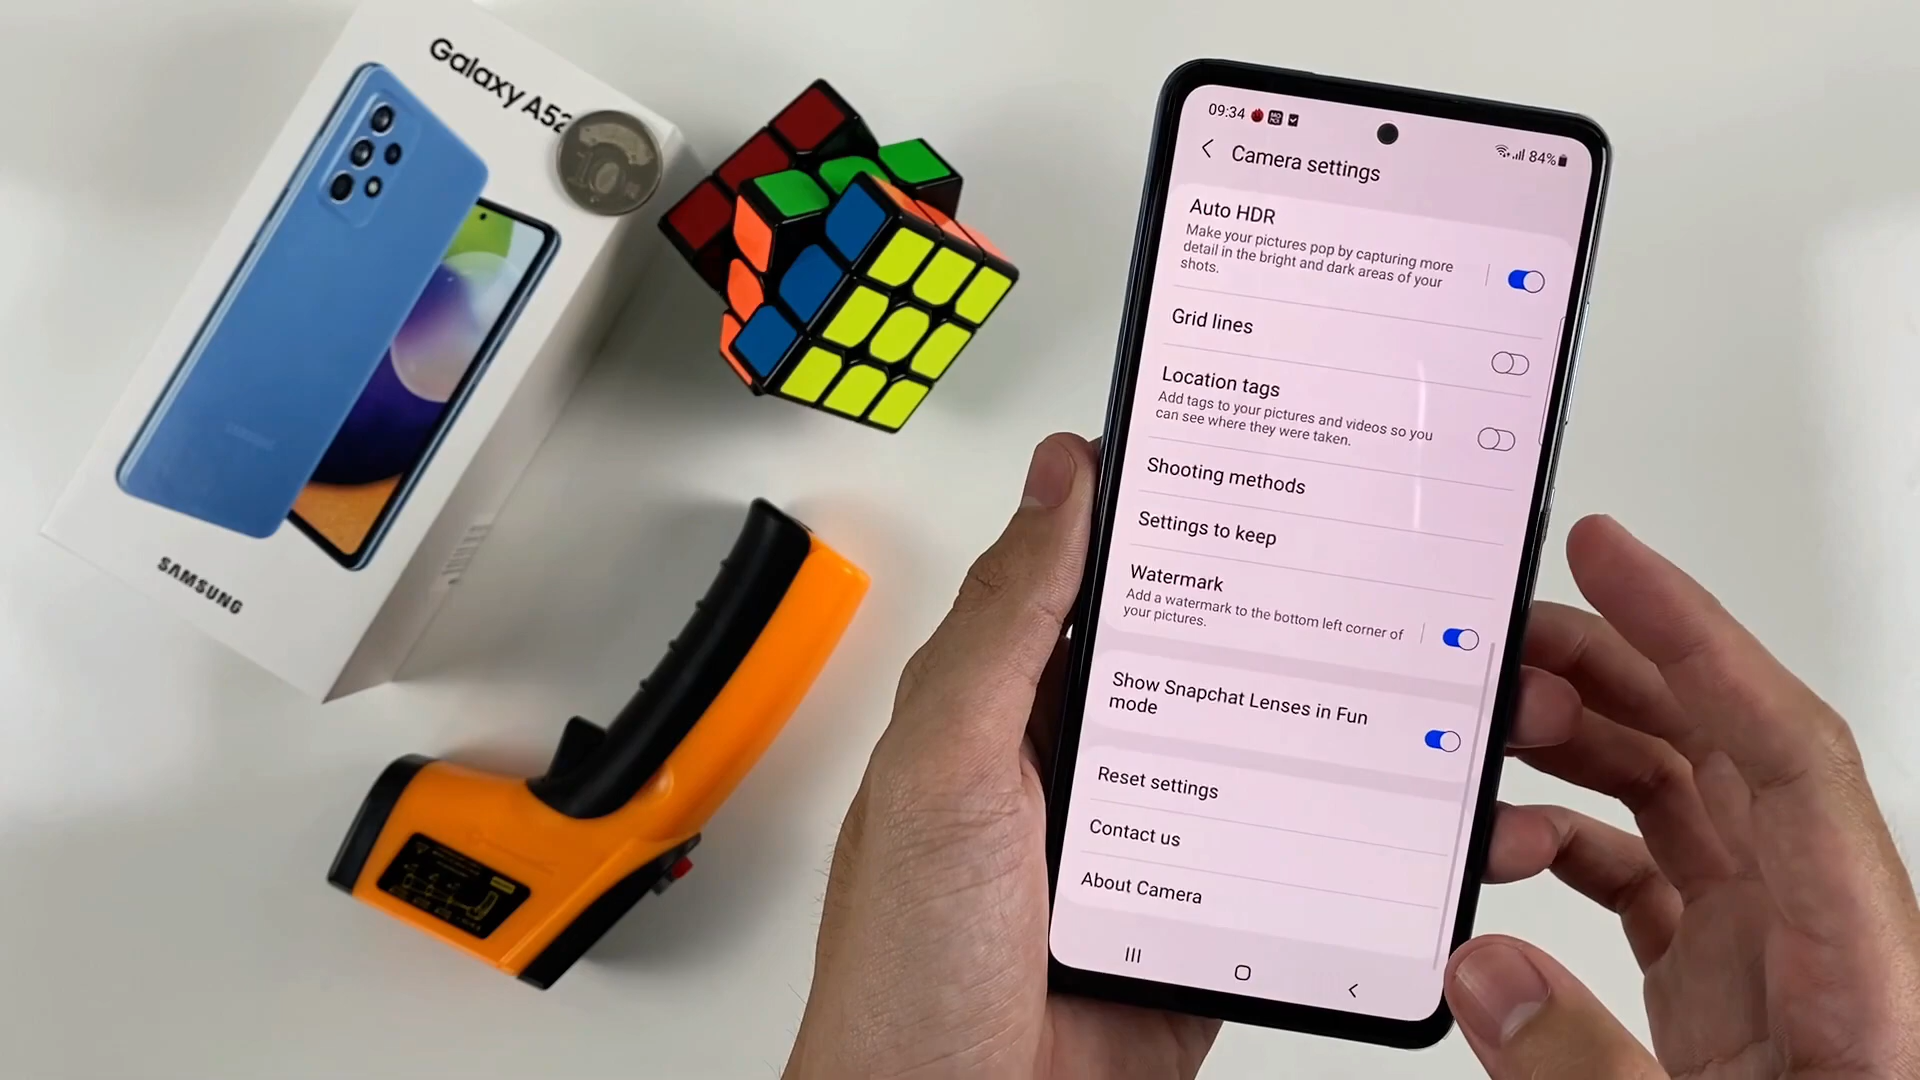 Galaxy A52
10
SAMSUNG
09:34
84%
Camera settings
Auto HDR
Make your pictures pop by capturing more
detail in the bright and dark areas of your
shots.
Grid lines
Location tags
Add tags to your pictures and videos so you
can see where they were taken.
Shooting methods
Settings to keep
Watermark
Add a watermark to the bottom left corner of
your pictures.
Show Snapchat Lenses in Fun
mode
Reset settings
Contact us
About Camera